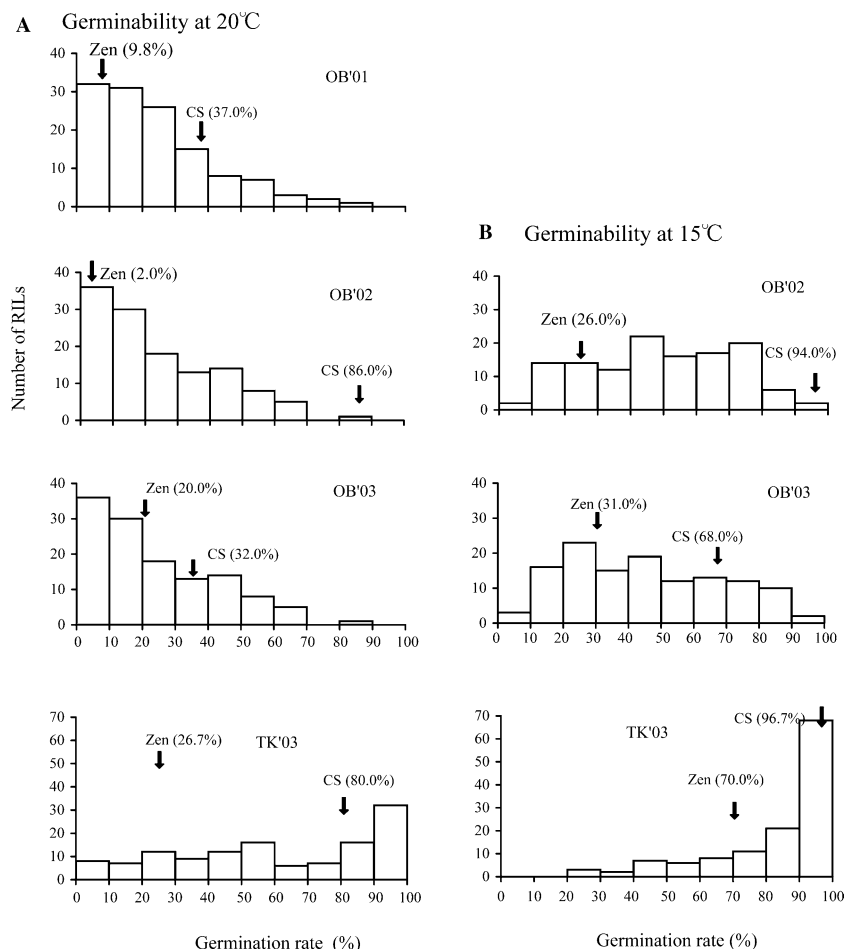 A Germinability at 20℃
Zen (9.8%)
OB'01
CS (37.0%)
40
30
20
10
0
Zen (2.0%)
OB'02
CS (86.0%)
40
30
20
10
0
Zen (20.0%)
OB'03
CS (32.0%)
40
30
20
10
0
0 10 20 30 40 50 60 70 80 90 100
Zen (26.7%)
TK'03
CS (80.0%)
70
60
50
40
30
20
10
0
0 10 20 30 40 50 60 70 80 90 100
Germination rate (%)
Number of RILs
B Germinability at 15℃
OB'02
Zen (26.0%)
CS (94.0%)
40
30
20
10
0
OB'03
Zen (31.0%)
CS (68.0%)
40
30
20
10
0
0 10 20 30 40 50 60 70 80 90 100
CS (96.7%)
TK'03
Zen (70.0%)
70
60
50
40
30
20
10
0
0 10 20 30 40 50 60 70 80 90 100
Germination rate (%)